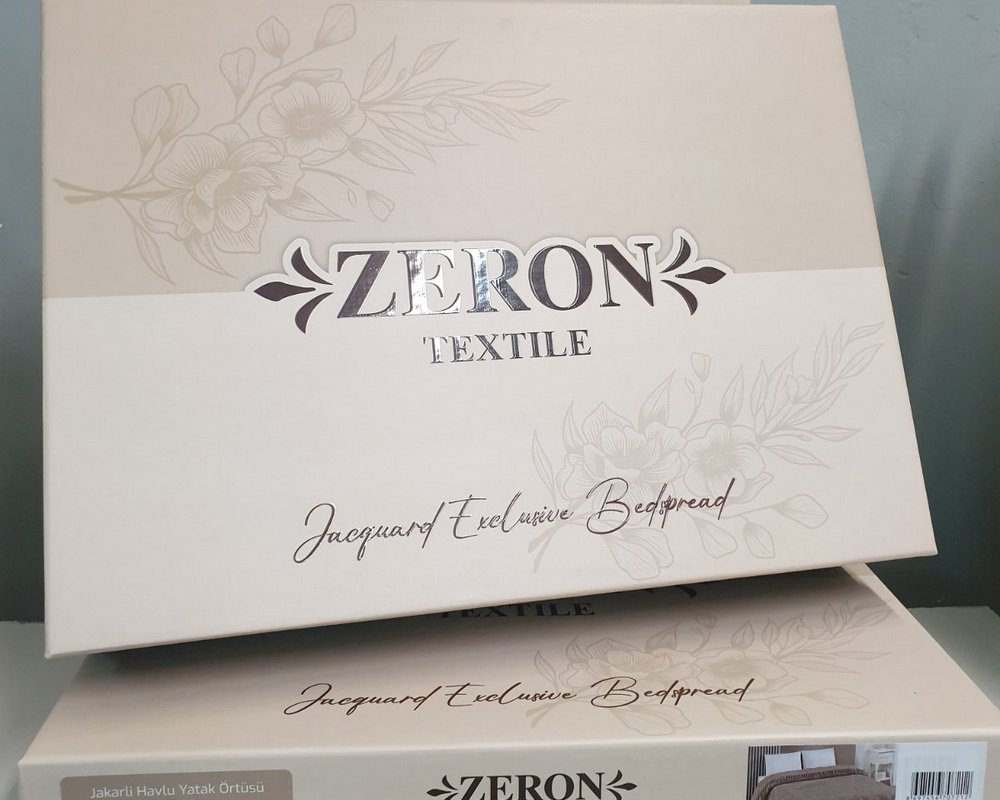 ZERON
TEXTILE
Jacquard Exclusive Bedspread
TEXTILE
Jacquard Exclusive Bedspread
Jakarli Havlu Yatak Örtüsü
ZERON